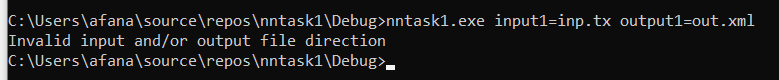 C:\Users\afana\source\repos\nntask1\Debug>nntask1.exe input1=inp.tx output1=out.xml
Invalid input and/or output file direction
C:\Users\afana\source\repos\nntask1\Debug>